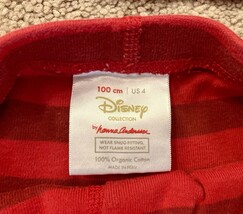 100 cm | US 4
Disney
COLLECTION
by hanna Andersson
WEAR SNUG-FITTING,
NOT FLAME RESISTANT
100% Organic Cotton